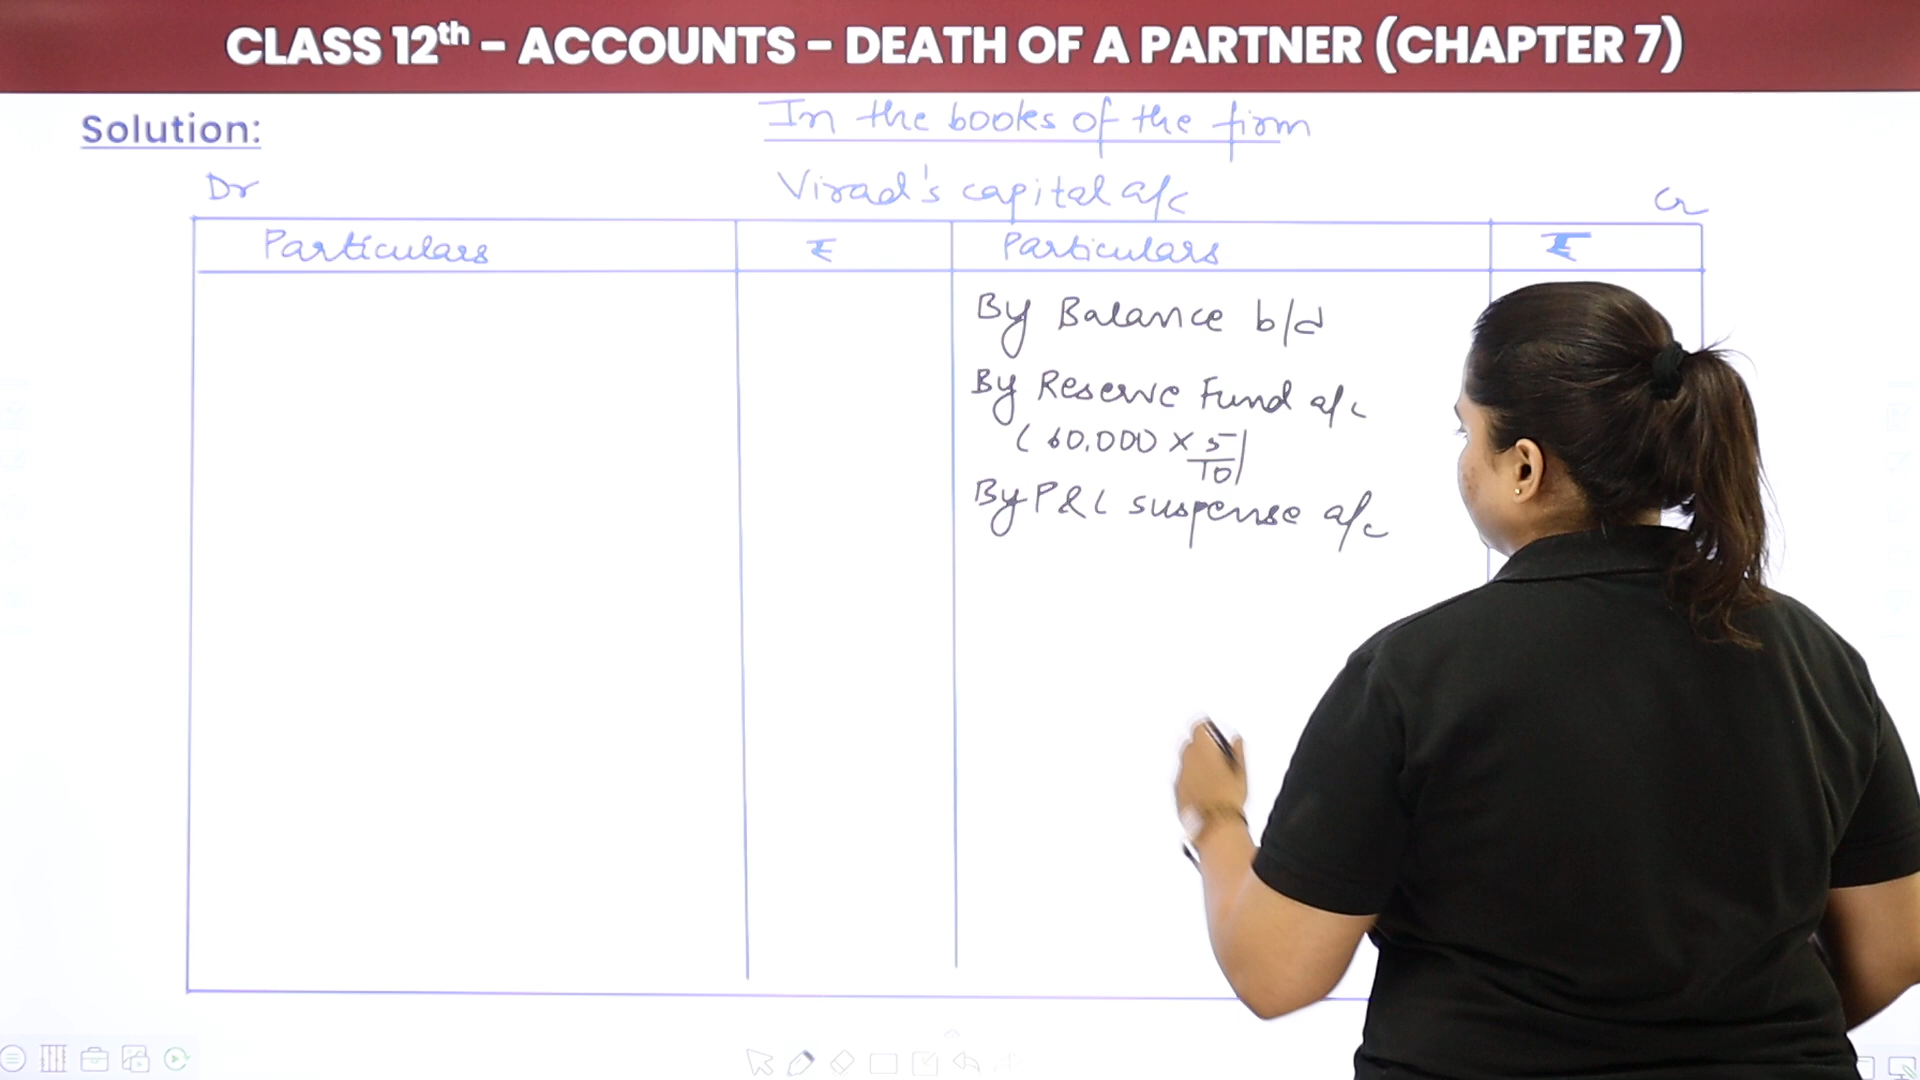 CLASS 12th - ACCOUNTS - DEATH OF A PARTNER (CHAPTER 7)
Solution:
In the books of the firm
Dr Virad's capital a/c Cr
Particulars ₹ Particulars ₹
By Balance b/d
By Reserve Fund a/c
(60,000 × 5/10)
By P&L suspense a/c